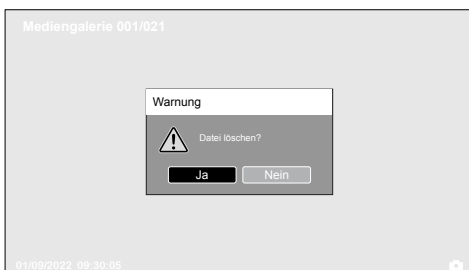 Mediengalerie 001/021
Warnung
Datei löschen?
Ja Nein
01/09/2022 09:30:05